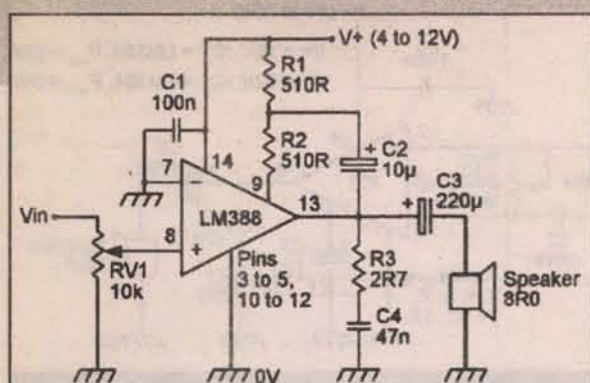 V+ (4 to 12V)
R1
510R
C1
100n
R2
510R
C2
10µ
+
7
14
9
13
C3
220µ
+
Vin
LM388
8
+
RV1
10k
Pins
3 to 5,
10 to 12
R3
2R7
Speaker
8R0
C4
47n
0V